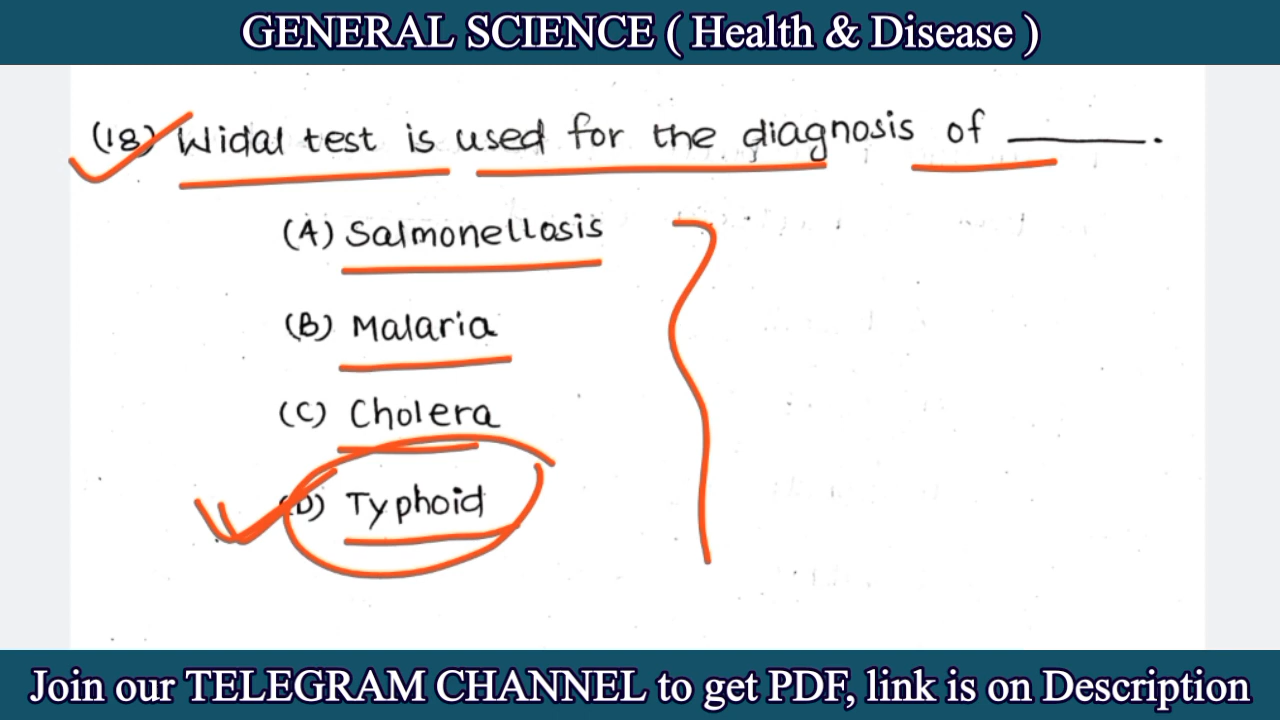 GENERAL SCIENCE ( Health & Disease )
(18) Widal test is used for the diagnosis of ______.
(A) Salmonellosis
(B) Malaria
(C) Cholera
(D) Typhoid
Join our TELEGRAM CHANNEL to get PDF, link is on Description